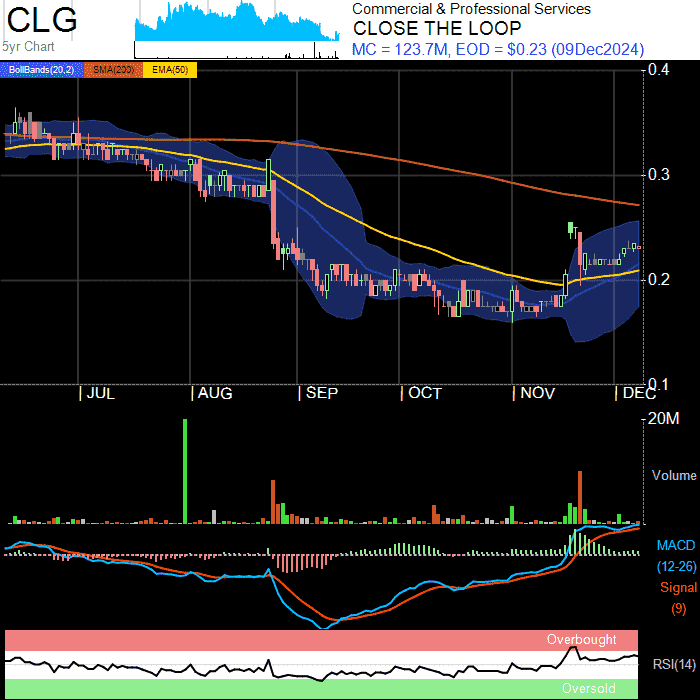 CLG
5yr Chart
Commercial & Professional Services
CLOSE THE LOOP
MC = 123.7M, EOD = $0.23 (09Dec2024)
BollBands(20,2) SMA(200) EMA(50)
0.4
0.3
0.2
0.1
| JUL | AUG | SEP | OCT | NOV | DEC
20M
Volume
MACD
(12-26)
Signal
(9)
Overbought
RSI(14)
Oversold